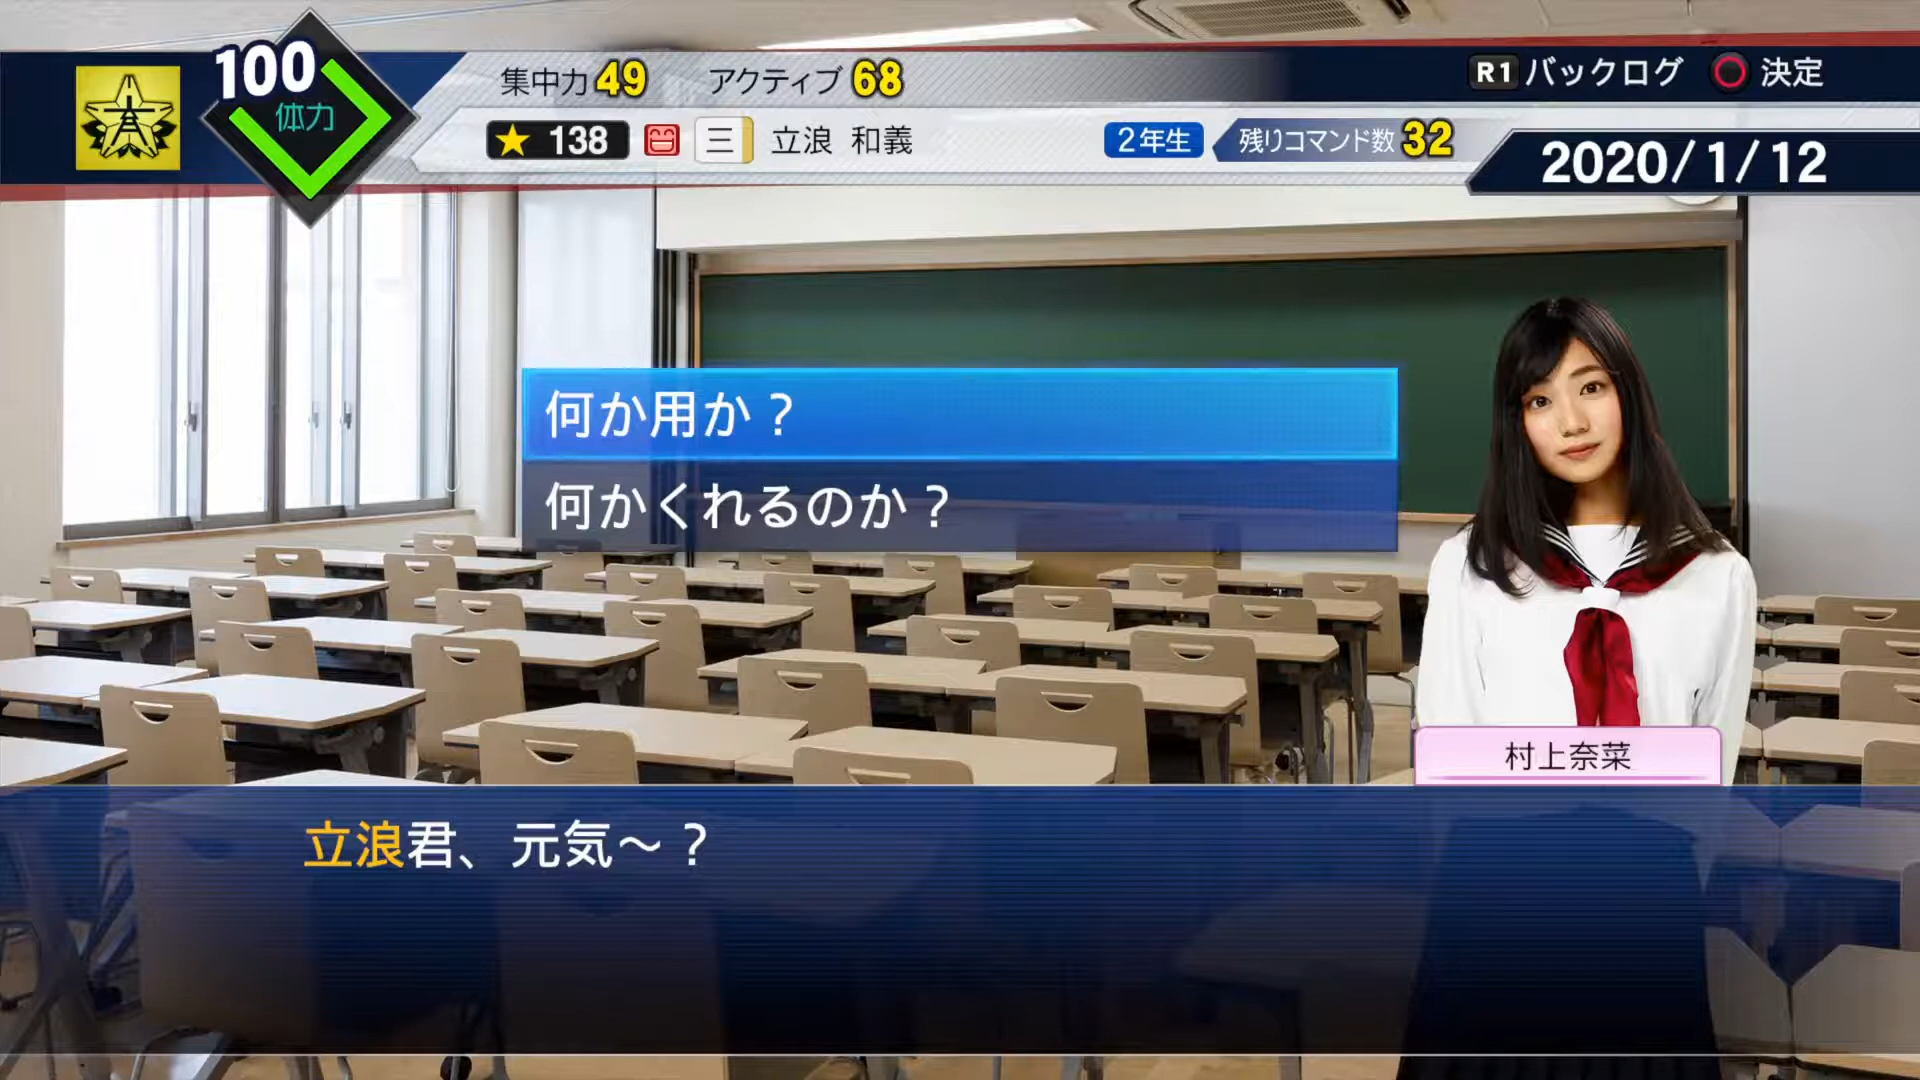 100
体力
集中力 49 アクティブ 68
R1 バックログ 決定
138 三 立浪 和義
2年生 残りコマンド数 32
2020/1/12
何か用か？
何かくれるのか？
村上奈菜
立浪君、元気～？